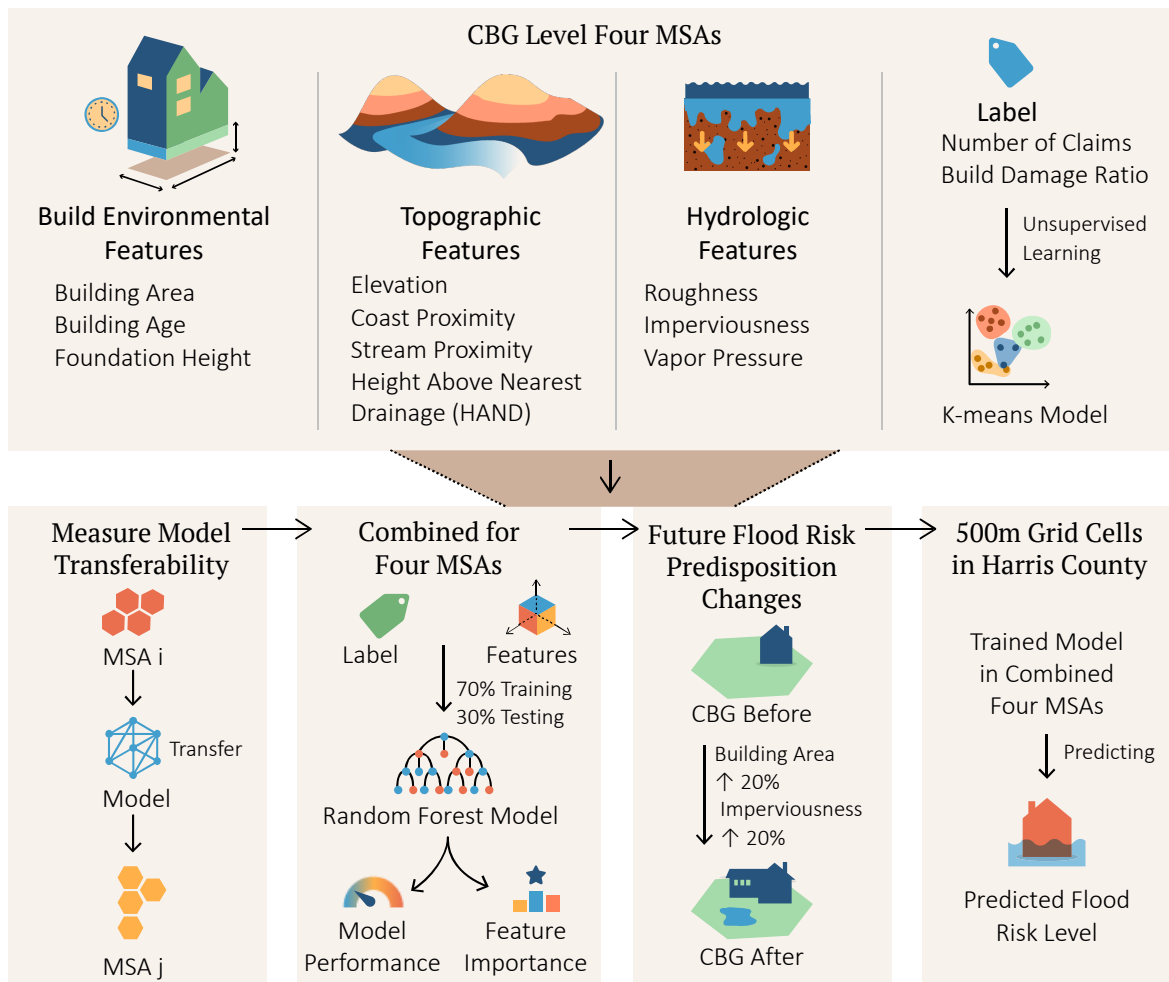 CBG Level Four MSAs
Build Environmental
Features
Building Area
Building Age
Foundation Height
Topographic
Features
Elevation
Coast Proximity
Stream Proximity
Height Above Nearest
Drainage (HAND)
Hydrologic
Features
Roughness
Imperviousness
Vapor Pressure
Label
Number of Claims
Build Damage Ratio
Unsupervised
Learning
K-means Model
Measure Model
Transferability
MSA i
Transfer
Model
MSA j
Combined for
Four MSAs
Label
Features
70% Training
30% Testing
Random Forest Model
Model
Performance
Feature
Importance
Future Flood Risk
Predisposition
Changes
CBG Before
Building Area
↑ 20%
Imperviousness
↑ 20%
CBG After
500m Grid Cells
in Harris County
Trained Model
in Combined
Four MSAs
Predicting
Predicted Flood
Risk Level